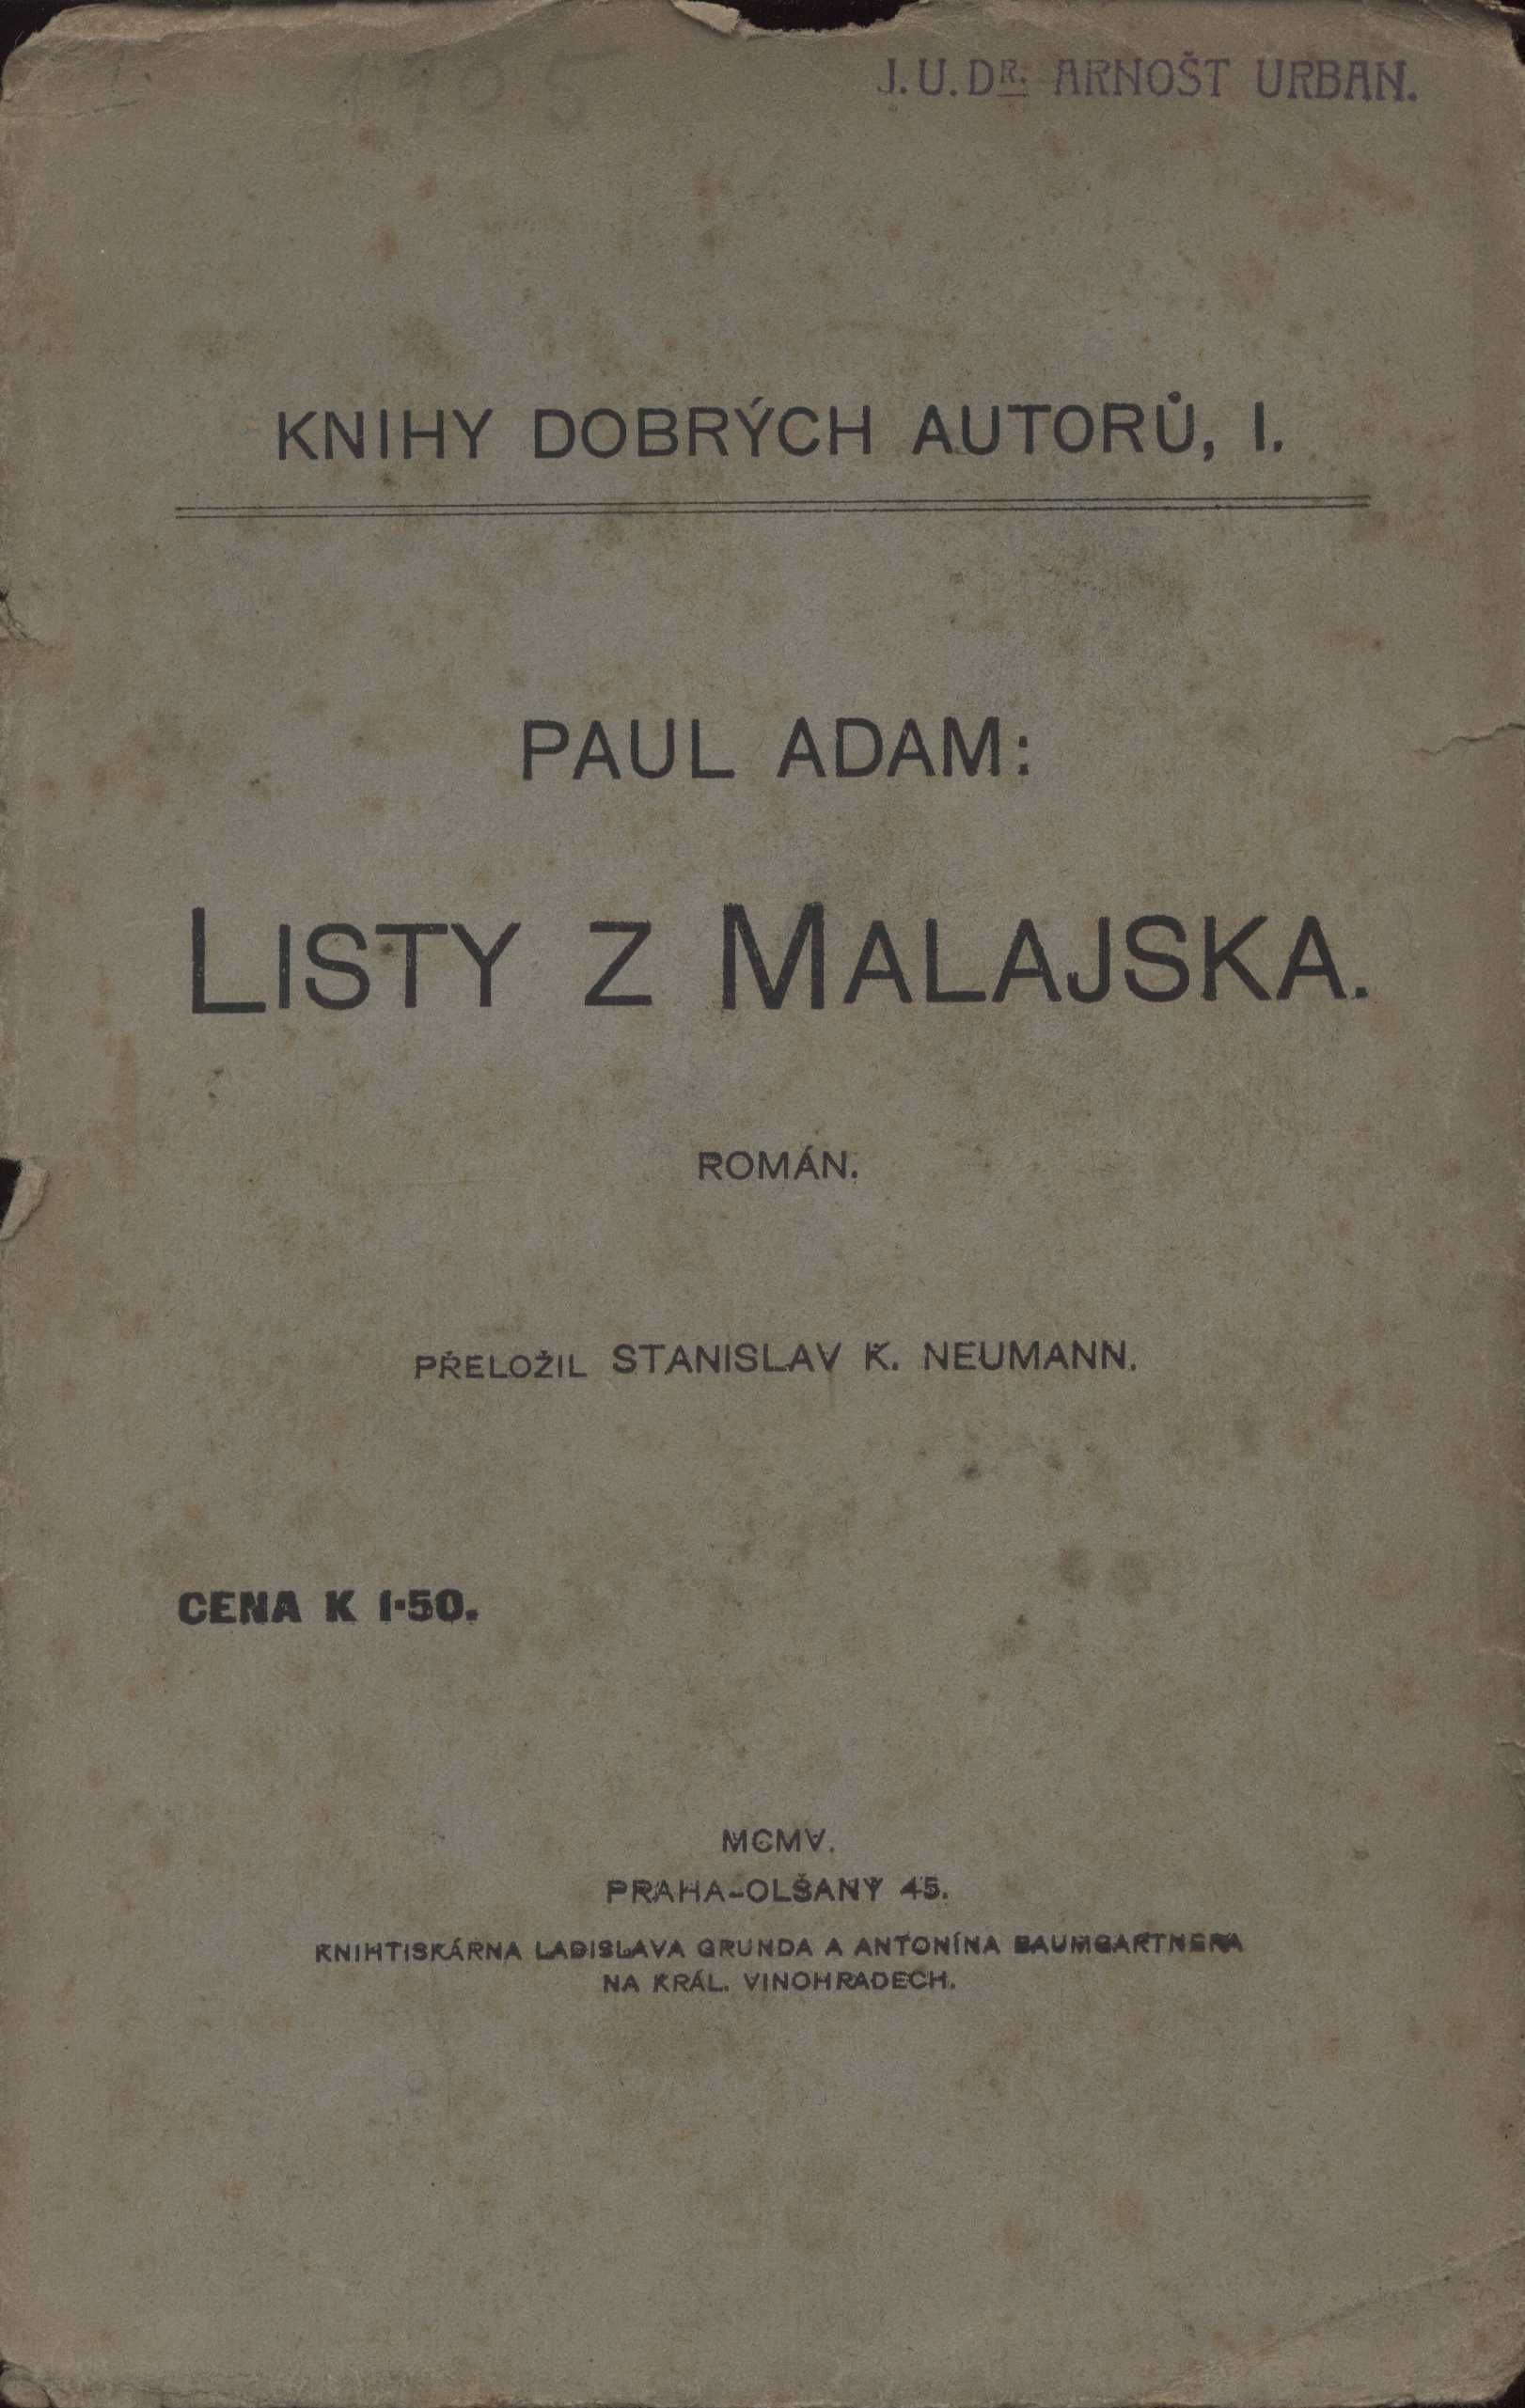 1905
J.U.DR. ARNOŠT URBAN.
KNIHY DOBRÝCH AUTORŮ, I.
PAUL ADAM:
LISTY Z MALAJSKA.
ROMÁN.
PŘELOŽIL STANISLAV K. NEUMANN.
CENA K 1·50.
MCMV.
PRAHA-OLŠANY 45.
KNIHTISKÁRNA LADISLAVA GRUNDA A ANTONÍNA BAUMGARTNERA
NA KRÁL. VINOHRADECH.